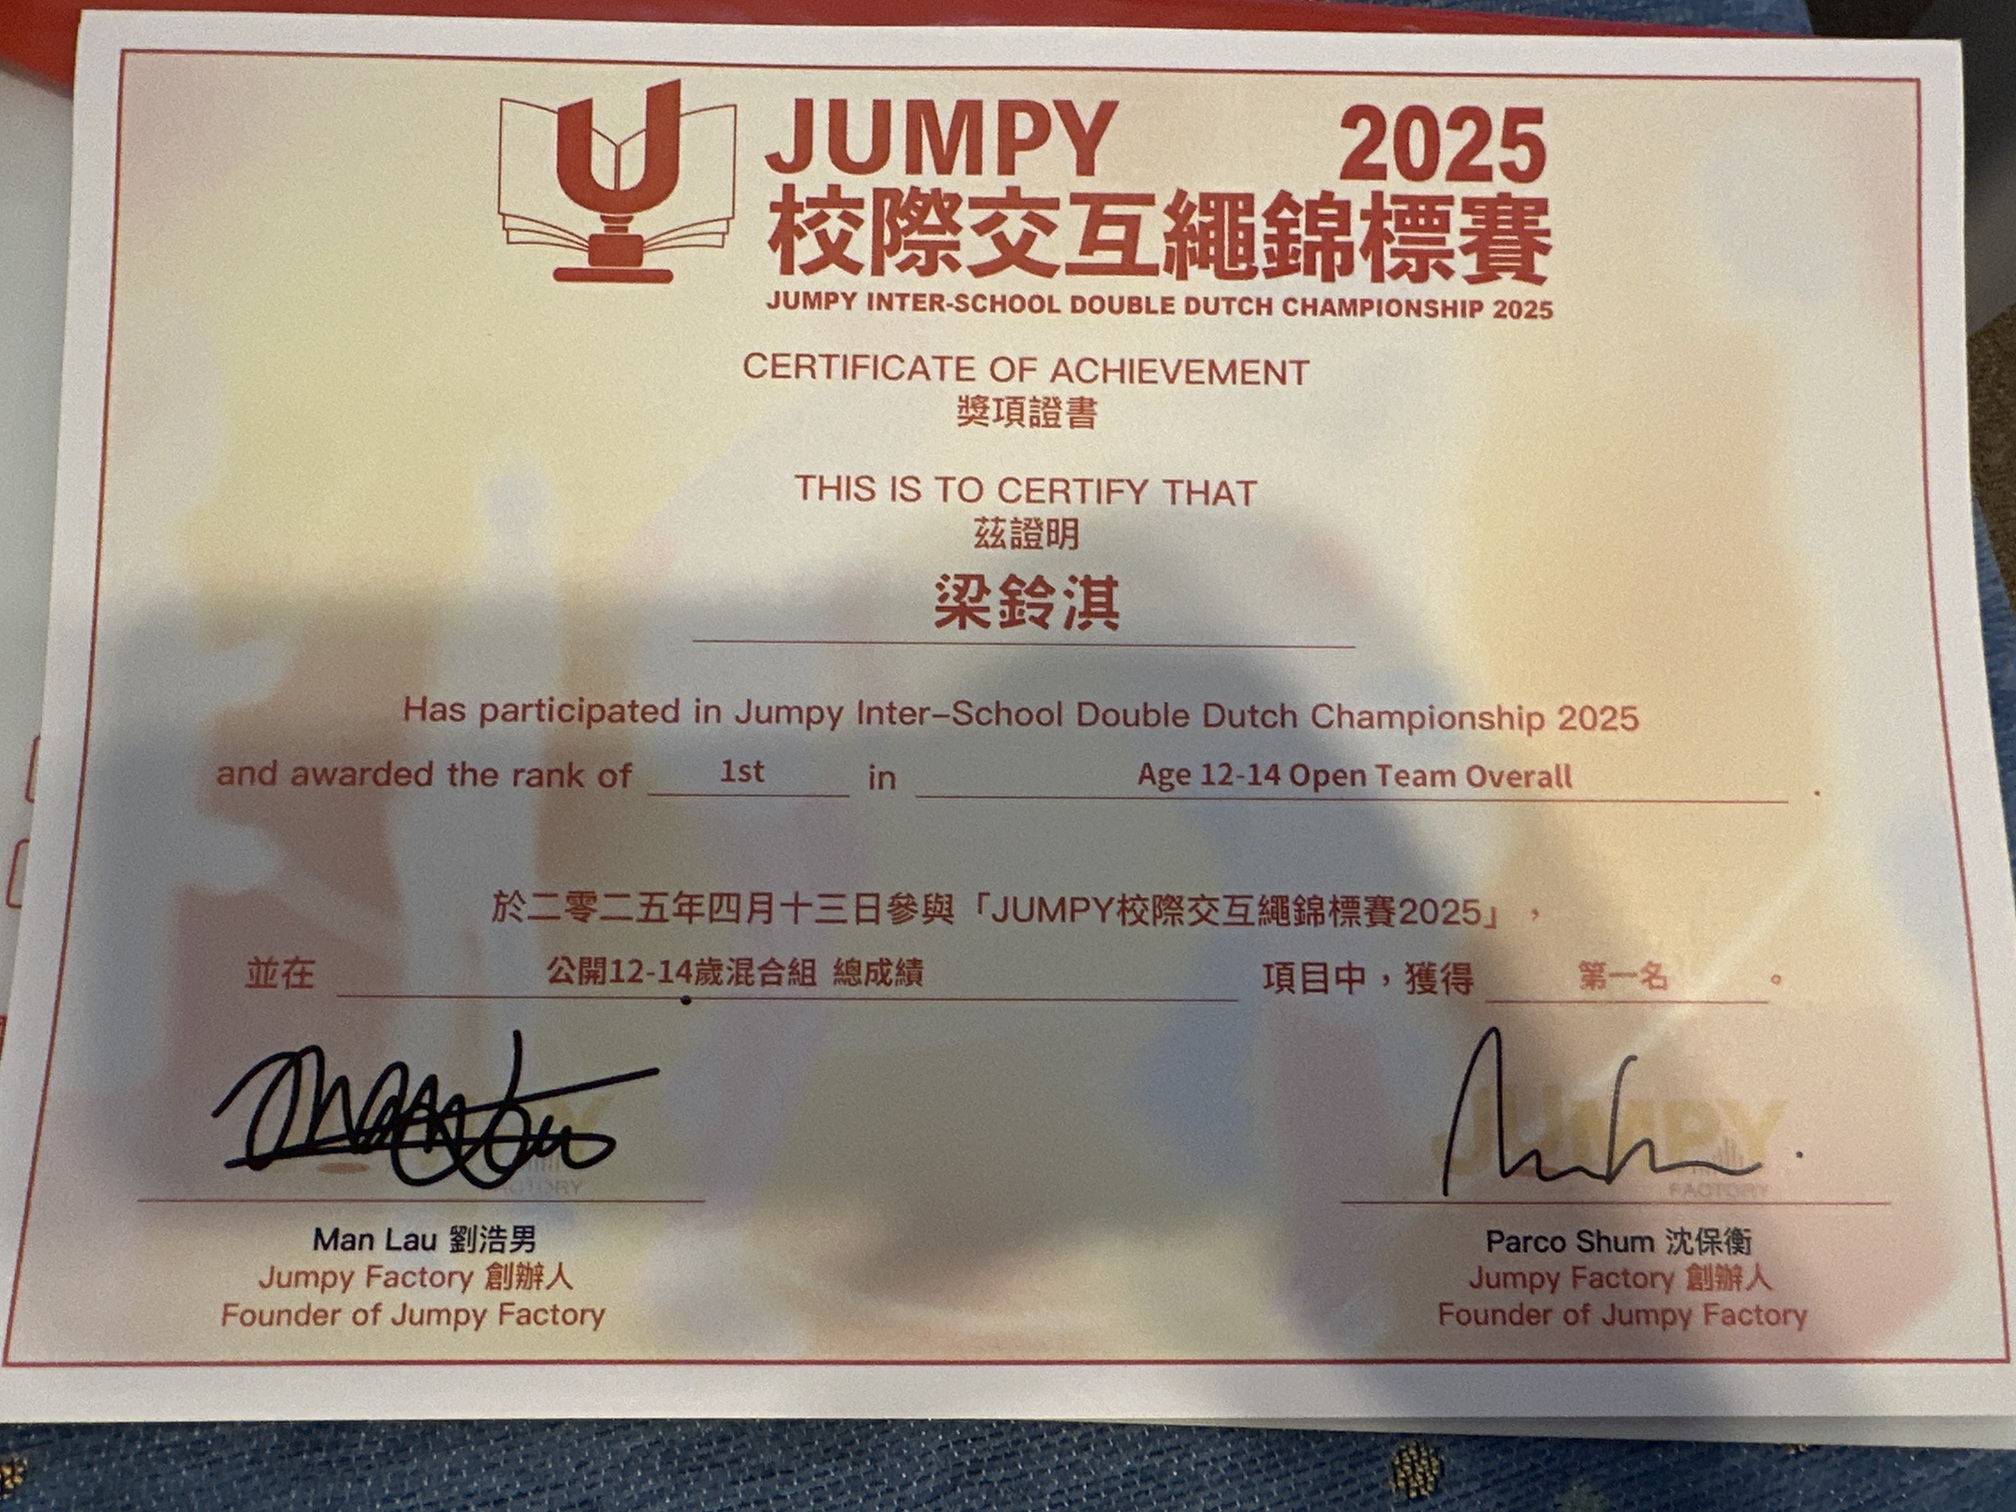 JUMPY 2025
校際交互繩錦標賽
JUMPY INTER-SCHOOL DOUBLE DUTCH CHAMPIONSHIP 2025
CERTIFICATE OF ACHIEVEMENT
獎項證書
THIS IS TO CERTIFY THAT
茲證明
梁鈴淇
Has participated in Jumpy Inter-School Double Dutch Championship 2025
and awarded the rank of 1st in Age 12-14 Open Team Overall .
於二零二五年四月十三日參與「JUMPY校際交互繩錦標賽2025」，
並在 公開12-14歲混合組 總成績 項目中，獲得 第一名 。
JUMPY
FACTORY
Man Lau 劉浩男
Jumpy Factory 創辦人
Founder of Jumpy Factory
Parco Shum 沈保衡
Jumpy Factory 創辦人
Founder of Jumpy Factory